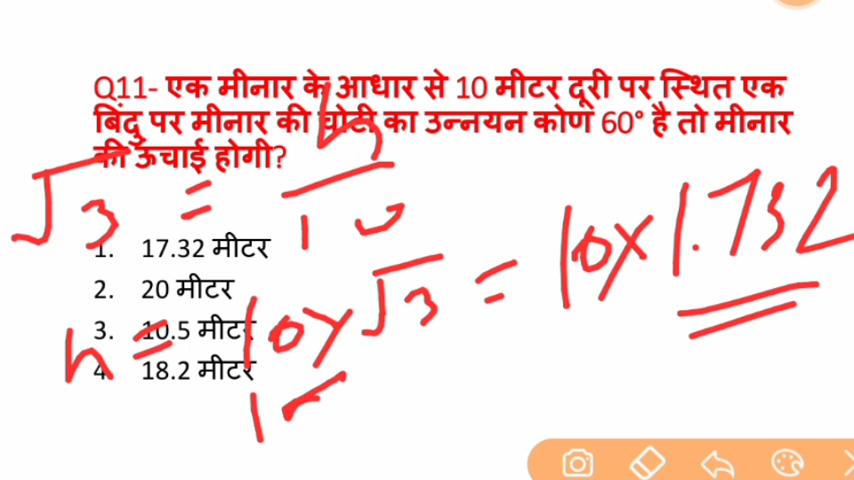 Q11- एक मीनार के आधार से 10 मीटर दूरी पर स्थित एक
बिंदु पर मीनार की चोटी का उन्नयन कोण 60° है तो मीनार
की ऊंचाई होगी?
√3 = h/10
1. 17.32 मीटर
2. 20 मीटर
3. 10.5 मीटर
4. 18.2 मीटर
h = 10×√3 = 10×1.732